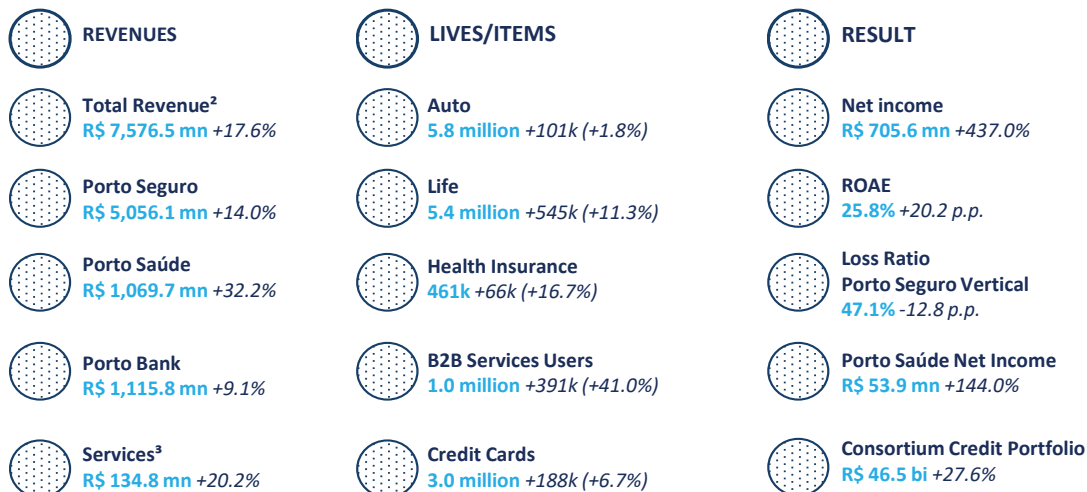 REVENUES
Total Revenue²
R$ 7,576.5 mn +17.6%
Porto Seguro
R$ 5,056.1 mn +14.0%
Porto Saúde
R$ 1,069.7 mn +32.2%
Porto Bank
R$ 1,115.8 mn +9.1%
Services³
R$ 134.8 mn +20.2%
LIVES/ITEMS
Auto
5.8 million +101k (+1.8%)
Life
5.4 million +545k (+11.3%)
Health Insurance
461k +66k (+16.7%)
B2B Services Users
1.0 million +391k (+41.0%)
Credit Cards
3.0 million +188k (+6.7%)
RESULT
Net income
R$ 705.6 mn +437.0%
ROAE
25.8% +20.2 p.p.
Loss Ratio
Porto Seguro Vertical
47.1% -12.8 p.p.
Porto Saúde Net Income
R$ 53.9 mn +144.0%
Consortium Credit Portfolio
R$ 46.5 bi +27.6%